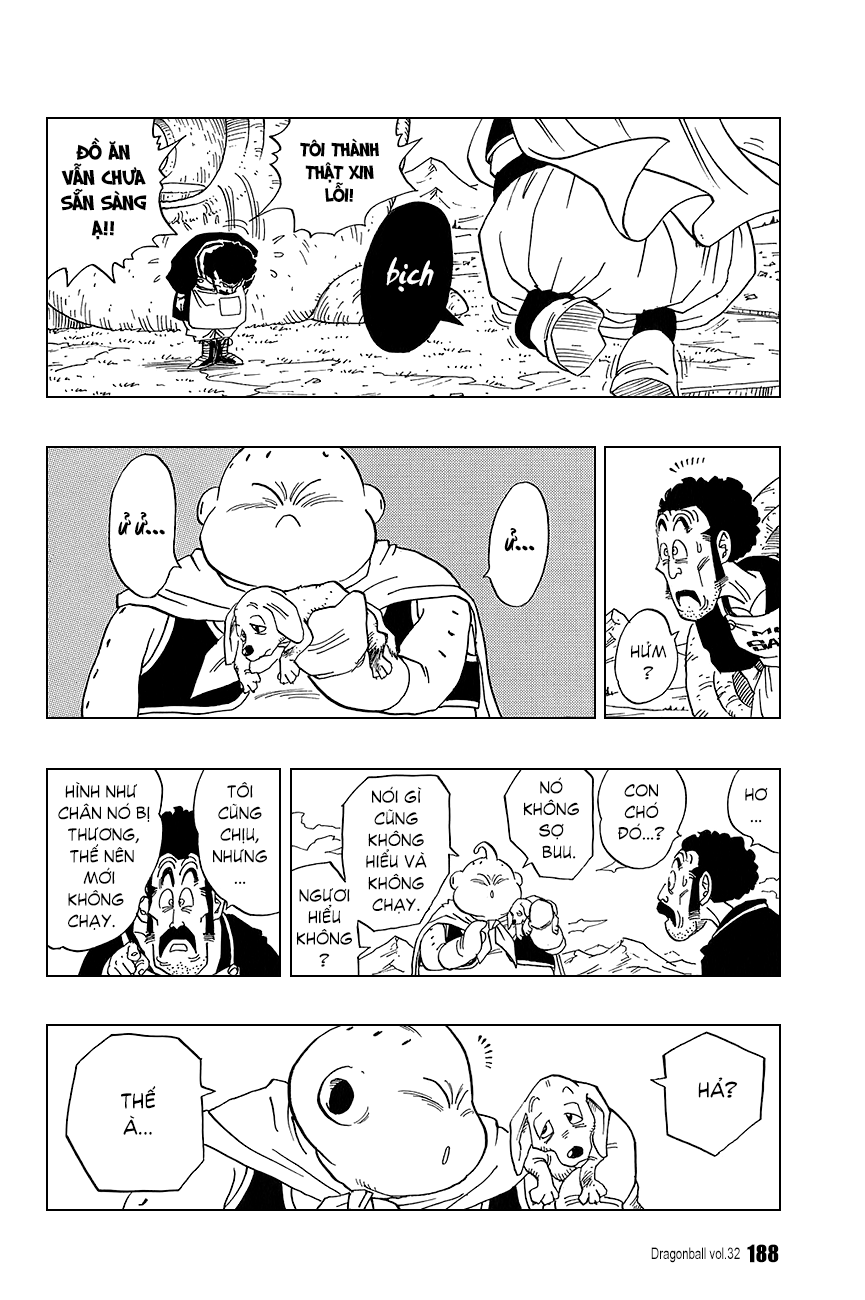 TÔI THÀNH
THẬT XIN
LỖI!
ĐỒ ĂN
VẪN CHƯA
SẴN SÀNG
Ạ!!
bịch
HỬM
?
Ử...
Ử Ử...
HƠ
...
CON
CHÓ
ĐÓ...?
NÓ
KHÔNG
SỢ
BUU.
NÓI GÌ
CŨNG
KHÔNG
HIỂU VÀ
KHÔNG
CHẠY.
NGƯƠI
HIỂU
KHÔNG
?
TÔI
CŨNG
CHỊU,
NHƯNG
...
HÌNH NHƯ
CHÂN NÓ BỊ
THƯƠNG,
THẾ NÊN
MỚI
KHÔNG
CHẠY.
HẢ?
THẾ
À...
Dragonball vol.32 188